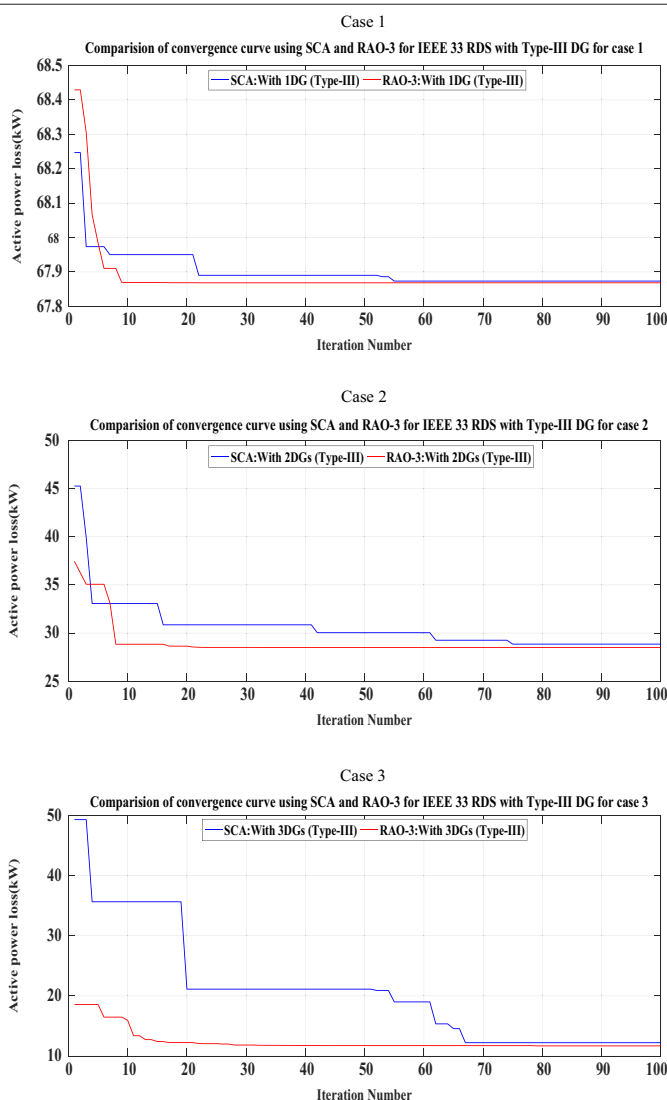 Case 1
Comparision of convergence curve using SCA and RAO-3 for IEEE 33 RDS with Type-III DG for case 1
68.5
SCA:With 1DG (Type-III) RAO-3:With 1DG (Type-III)
68.4
68.3
68.2
68.1
68
67.9
67.8
Active power loss(kW)
0 10 20 30 40 50 60 70 80 90 100
Iteration Number
Case 2
Comparision of convergence curve using SCA and RAO-3 for IEEE 33 RDS with Type-III DG for case 2
50
SCA:With 2DGs (Type-III) RAO-3:With 2DGs (Type-III)
45
40
35
30
25
Active power loss(kW)
0 10 20 30 40 50 60 70 80 90 100
Iteration Number
Case 3
Comparision of convergence curve using SCA and RAO-3 for IEEE 33 RDS with Type-III DG for case 3
50
SCA:With 3DGs (Type-III) RAO-3:With 3DGs (Type-III)
40
30
20
10
Active power loss(kW)
0 10 20 30 40 50 60 70 80 90 100
Iteration Number